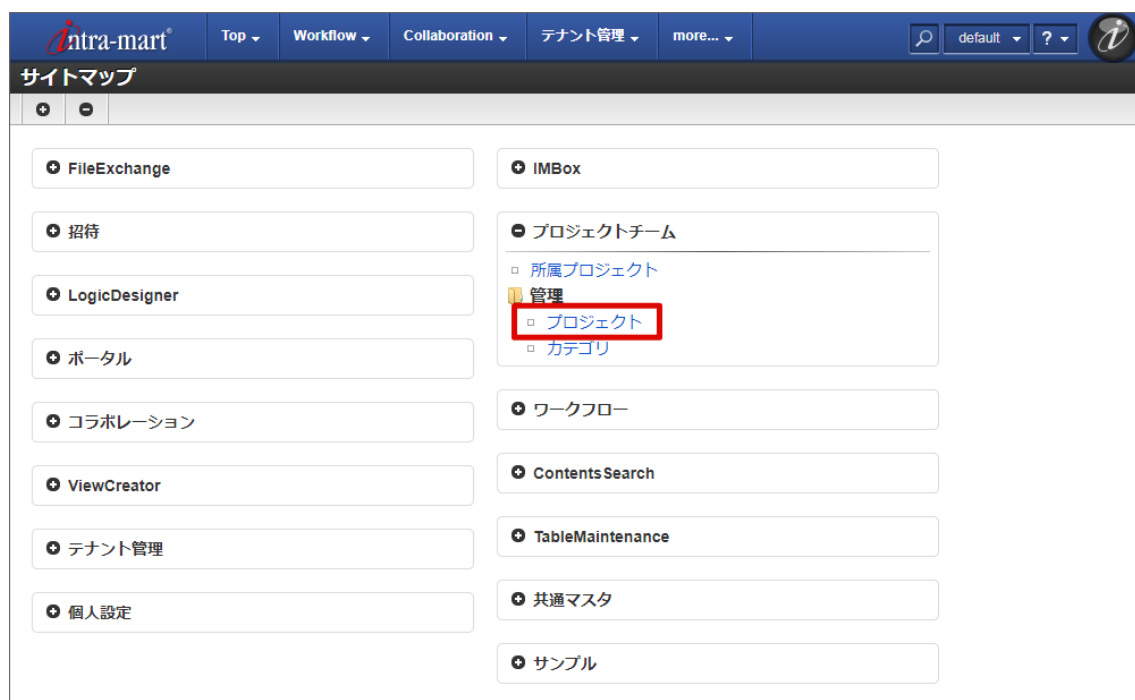 intra-mart® Top Workflow Collaboration テナント管理 more... default ?
サイトマップ
FileExchange
招待
LogicDesigner
ポータル
コラボレーション
ViewCreator
テナント管理
個人設定
IMBox
プロジェクトチーム
所属プロジェクト
管理
プロジェクト
カテゴリ
ワークフロー
ContentsSearch
TableMaintenance
共通マスタ
サンプル